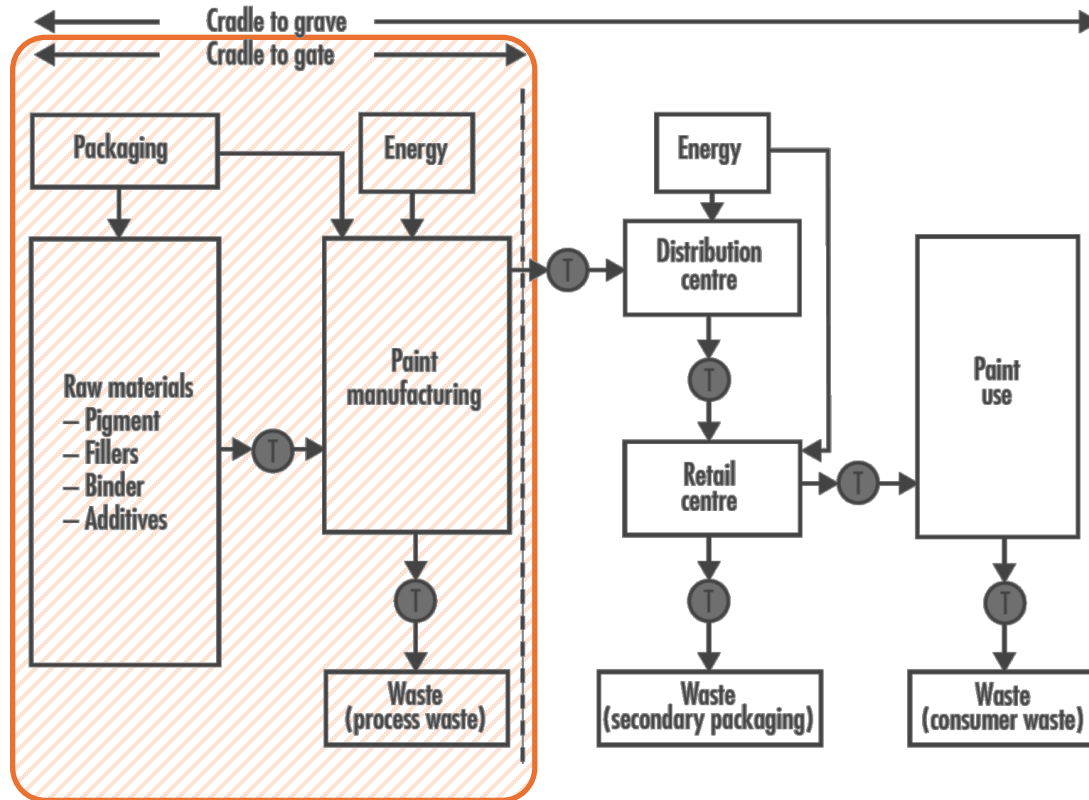 Cradle to grave
Cradle to gate
Packaging
Energy
Energy
Raw materials
– Pigment
– Fillers
– Binder
– Additives
T
Paint
manufacturing
T
Distribution
centre
T
Paint
use
Retail
centre
T
T
T
T
Waste
(process waste)
Waste
(secondary packaging)
Waste
(consumer waste)